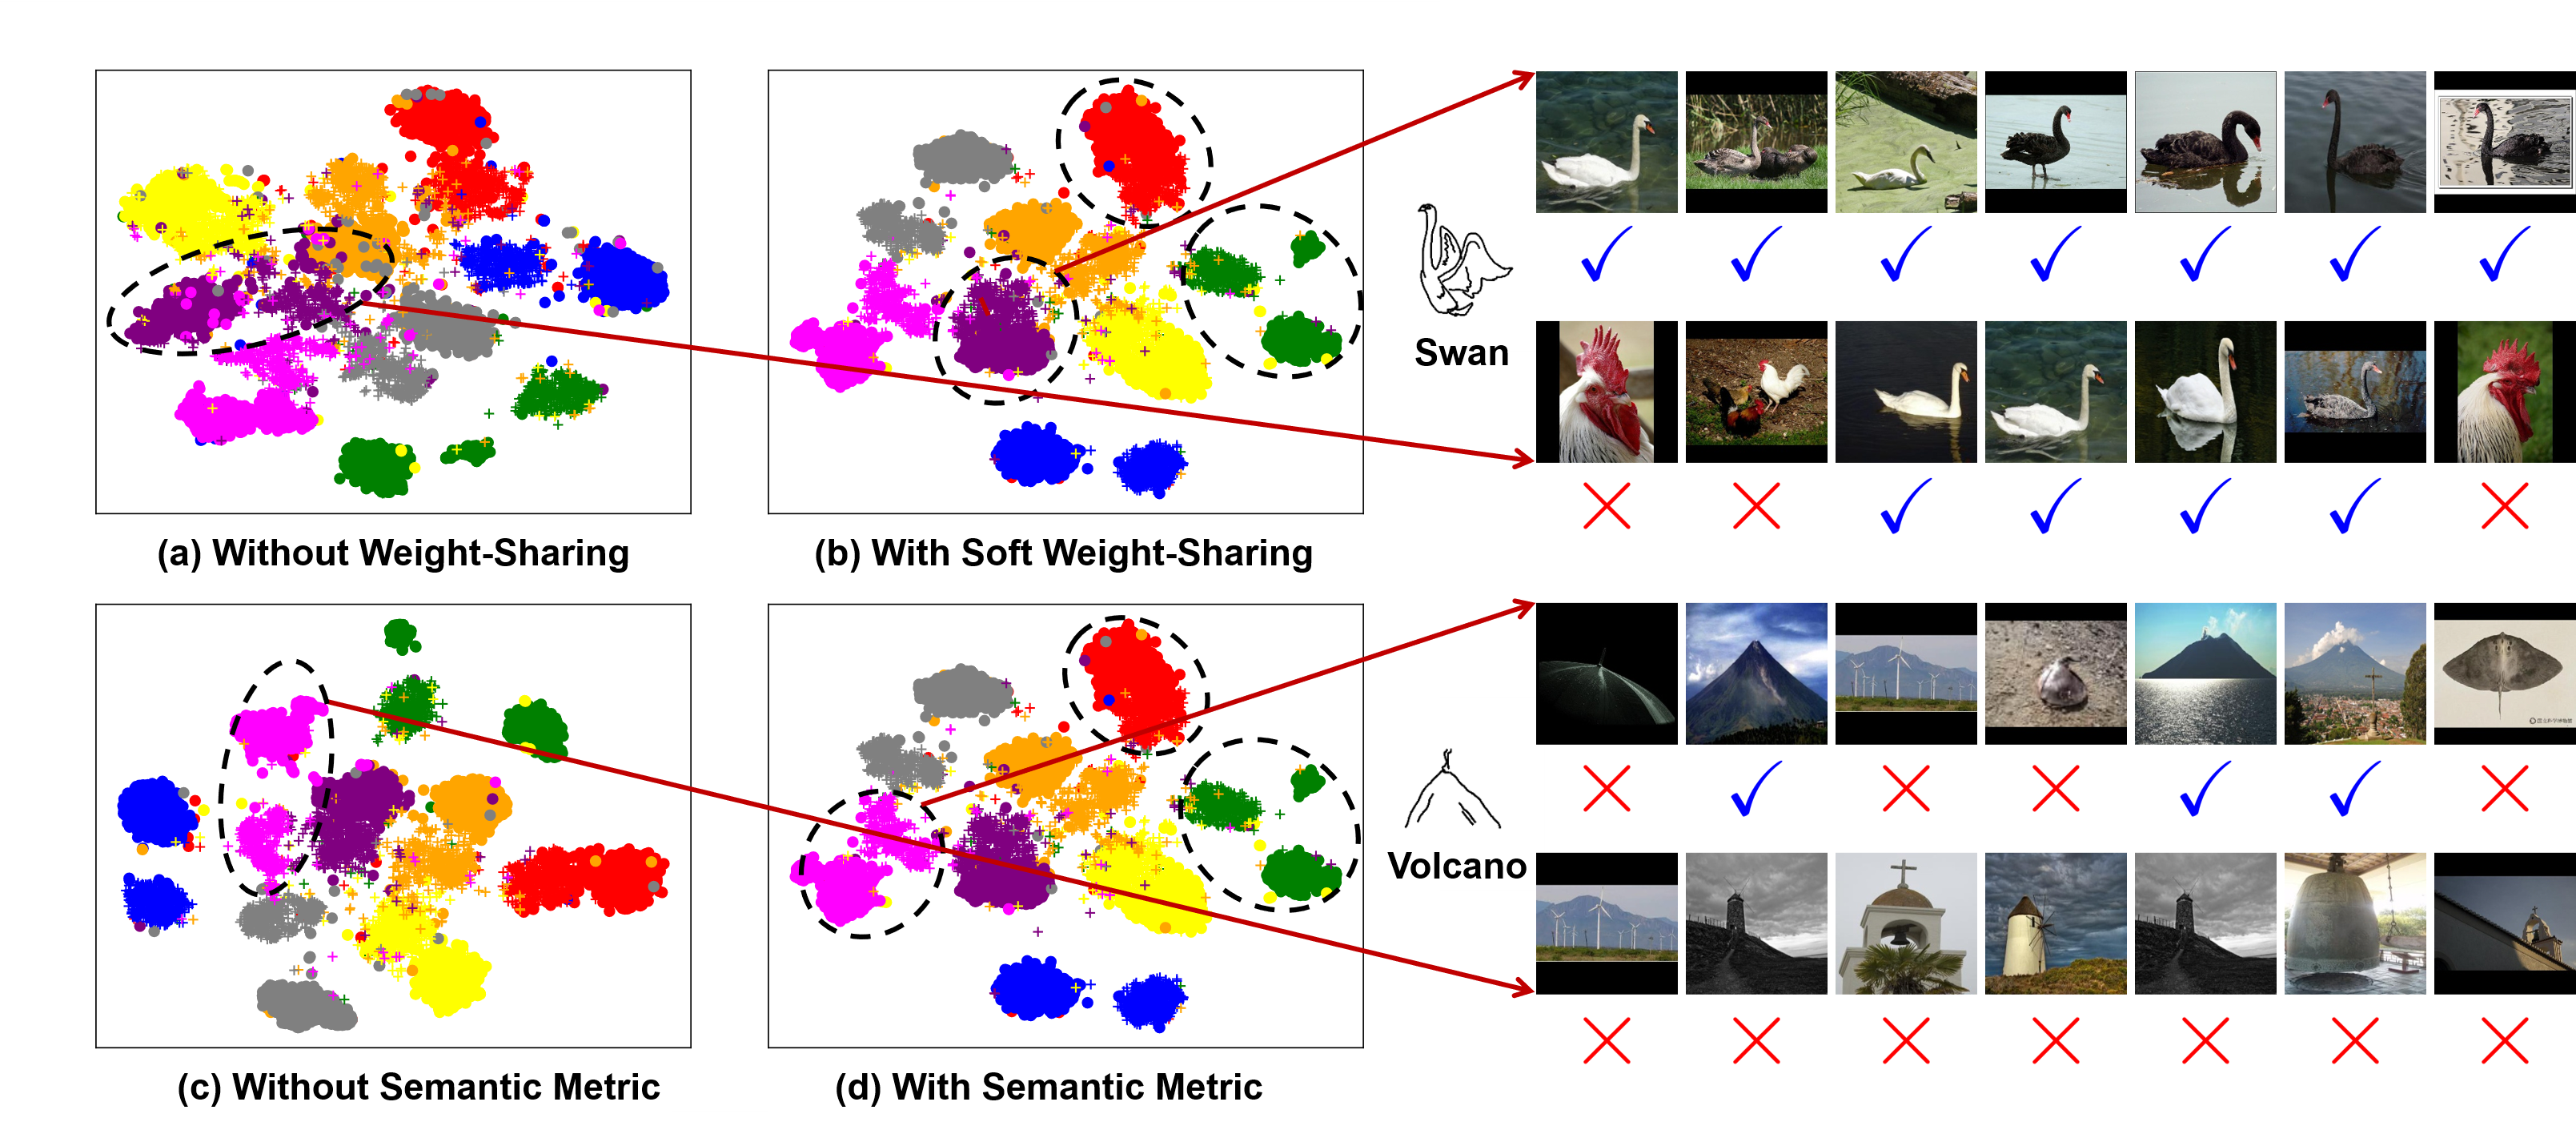 Swan
(a) Without Weight-Sharing
(b) With Soft Weight-Sharing
Volcano
(c) Without Semantic Metric
(d) With Semantic Metric